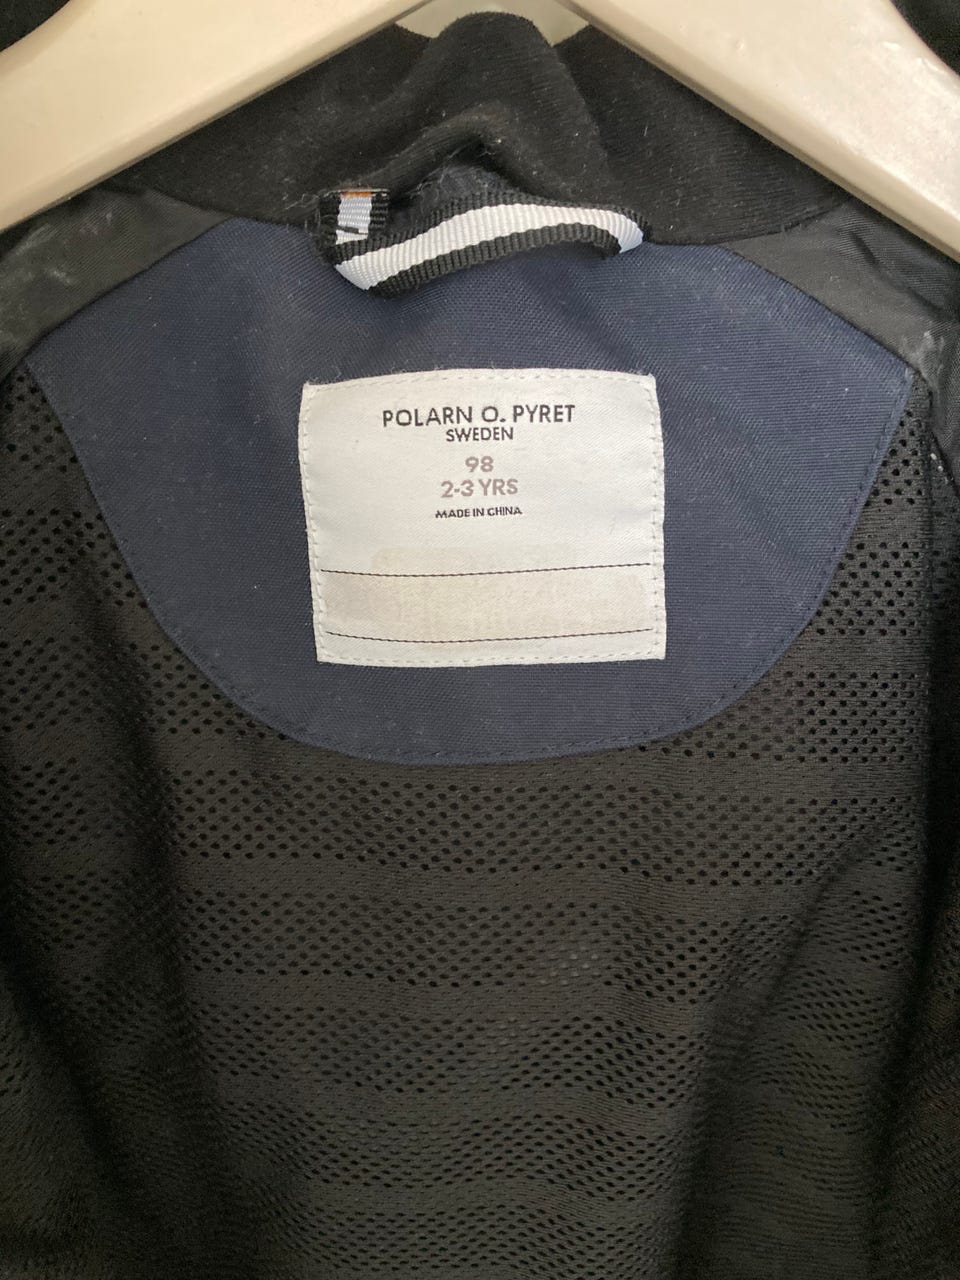 POLARN O. PYRET
SWEDEN
98
2-3 YRS
MADE IN CHINA